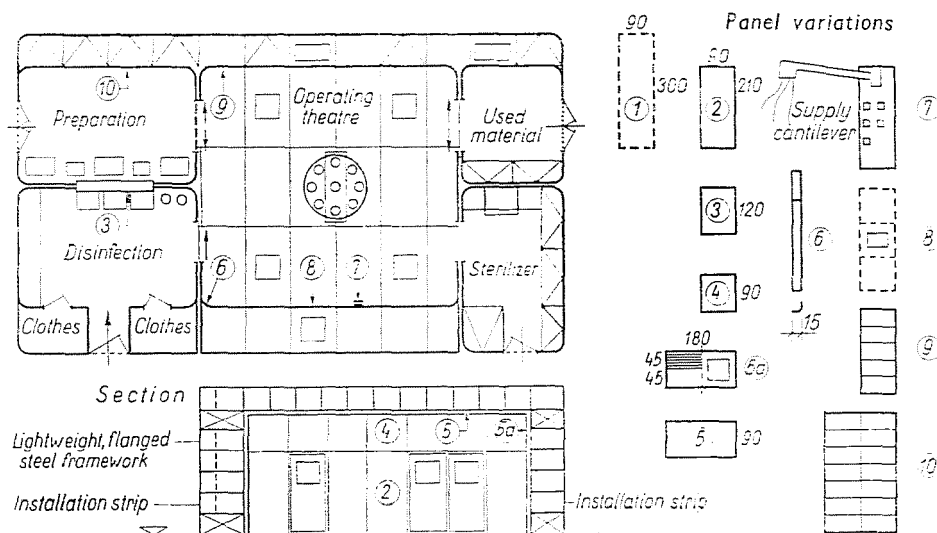 90
Panel variations
1
300
90
2
210
Supply
cantilever
7
3
120
6
8
4
90
15
180
45
45
5a
9
5
90
10
10
Preparation
9
Operating
theatre
Used
material
3
Disinfection
6
8
7
Sterilizer
Clothes
Clothes
Section
Lightweight, flanged
steel framework
Installation strip
4
5
5a
2
Installation strip